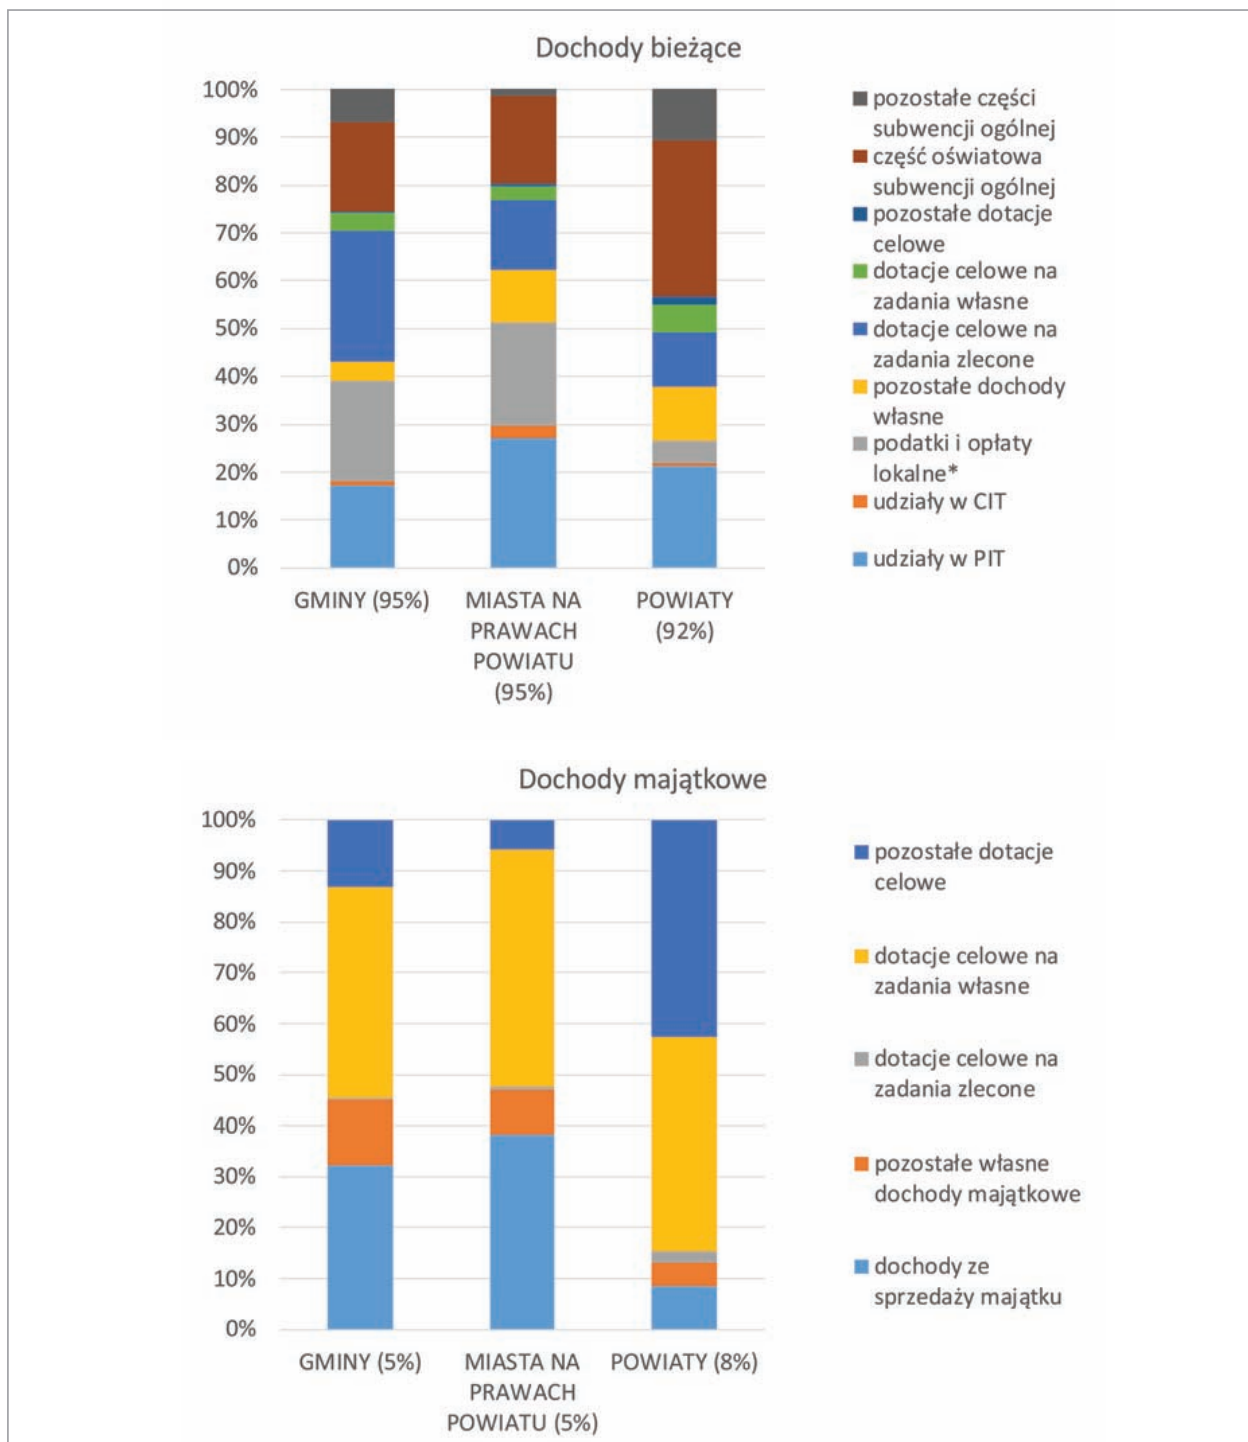 Dochody bieżące
100%
90%
80%
70%
60%
50%
40%
30%
20%
10%
0%
GMINY (95%)
MIASTA NA
PRAWACH
POWIATU
(95%)
POWIATY
(92%)
pozostałe części
subwencji ogólnej
część oświatowa
subwencji ogólnej
pozostałe dotacje
celowe
dotacje celowe na
zadania własne
dotacje celowe na
zadania zlecone
pozostałe dochody
własne
podatki i opłaty
lokalne*
udziały w CIT
udziały w PIT
Dochody majątkowe
100%
90%
80%
70%
60%
50%
40%
30%
20%
10%
0%
GMINY (5%)
MIASTA NA
PRAWACH
POWIATU (5%)
POWIATY (8%)
pozostałe dotacje
celowe
dotacje celowe na
zadania własne
dotacje celowe na
zadania zlecone
pozostałe własne
dochody majątkowe
dochody ze
sprzedaży majątku